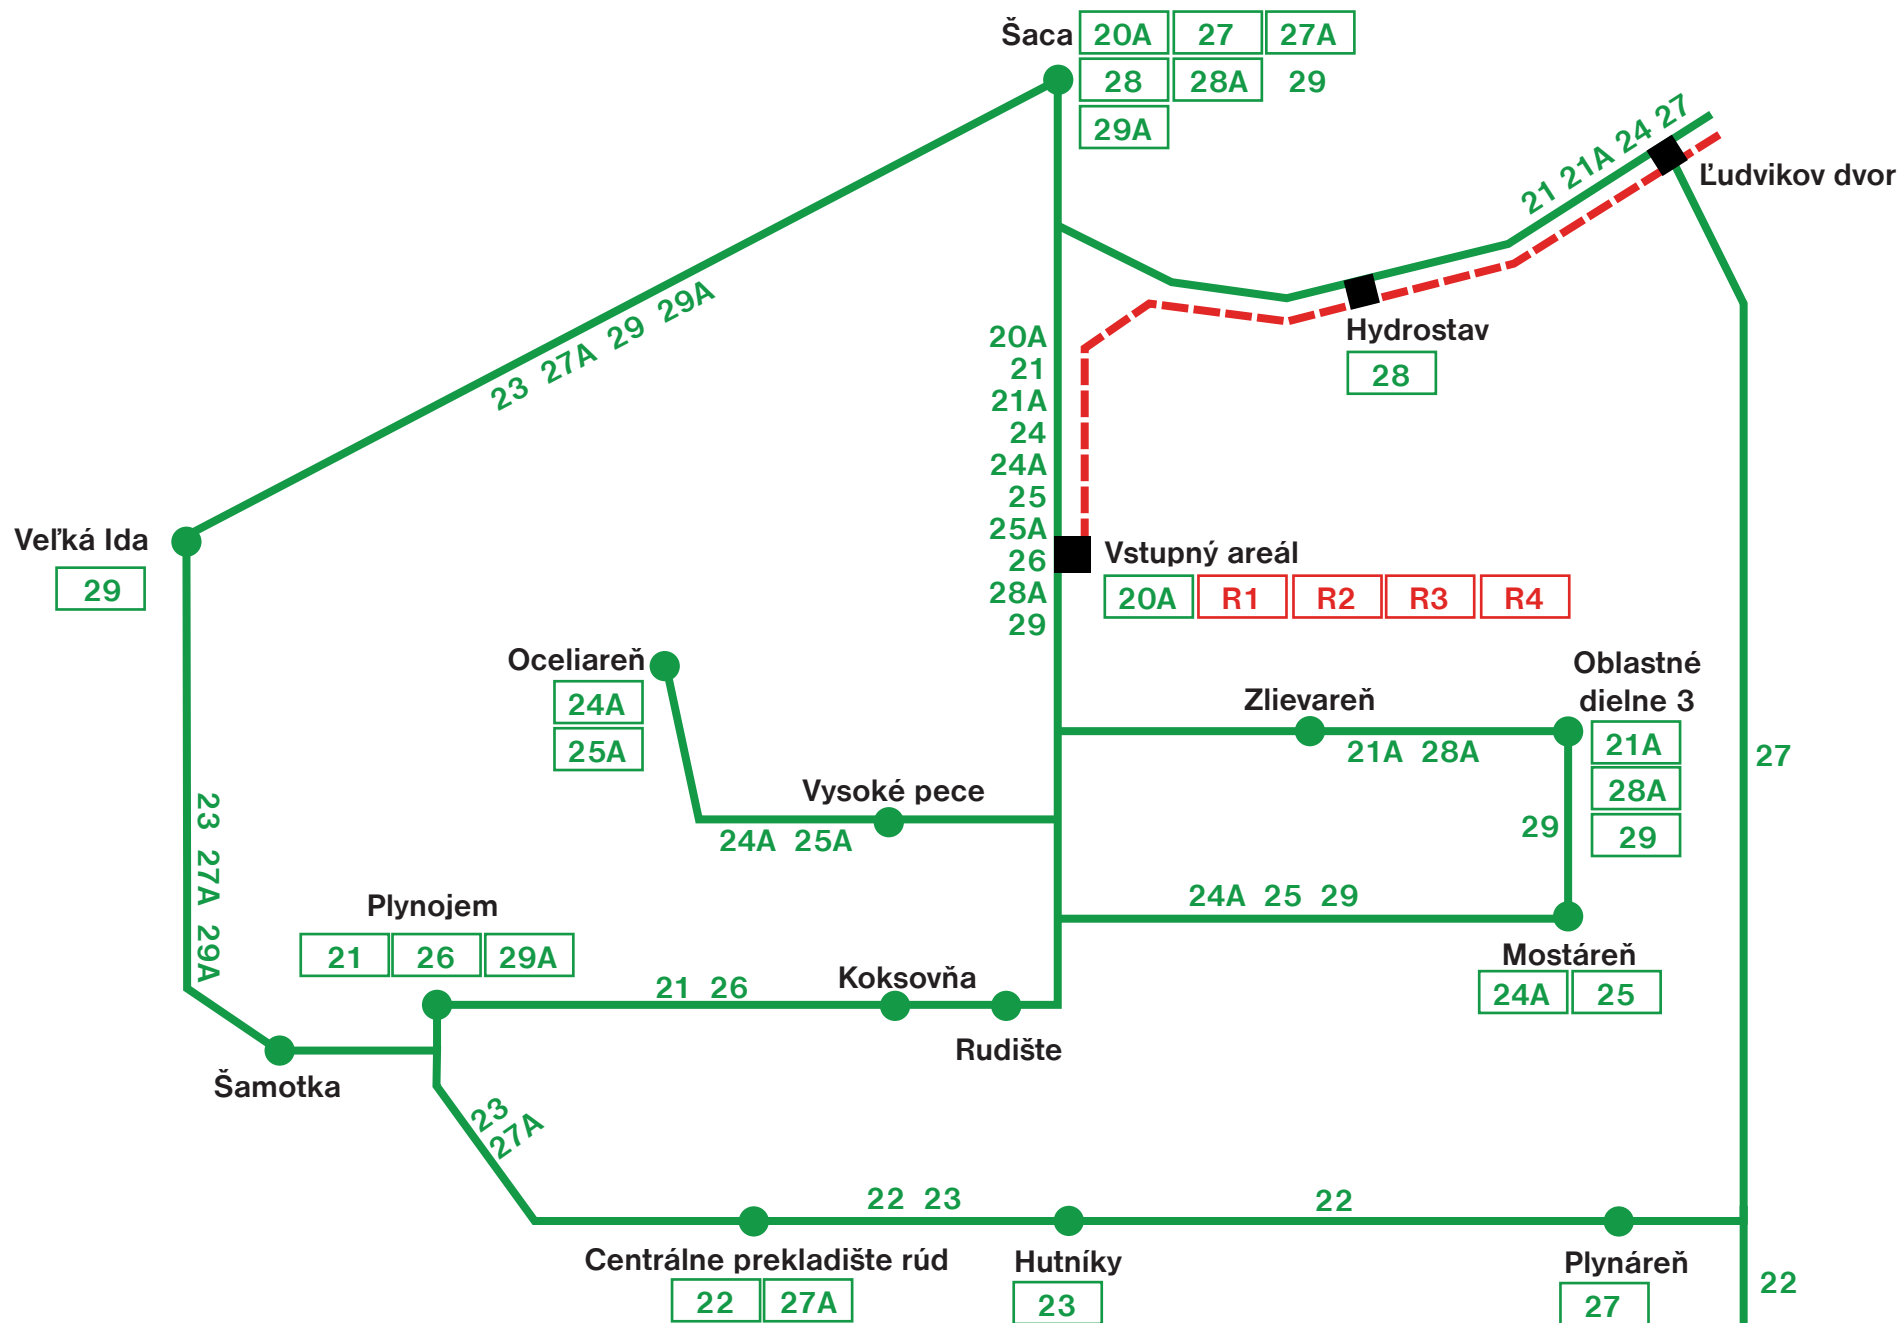 Šaca 20A 27 27A
28 28A 29
29A
21 21A 24 27
Ľudvikov dvor
23 27A 29 29A
Hydrostav
28
20A
21
21A
24
24A
25
25A
26
28A
29
Vstupný areál
20A R1 R2 R3 R4
Veľká Ida
29
Oceliareň
24A
25A
Zlievareň
21A 28A
Oblastné
dielne 3
21A
28A
29
27
29
Vysoké pece
24A 25A
23 27A 29A
24A 25 29
Mostáreň
24A 25
Plynojem
21 26 29A
21 26
Koksovňa
Rudište
Šamotka
23
27A
22 23
22
Centrálne prekladište rúd
22 27A
Hutníky
23
Plynáreň
27
22